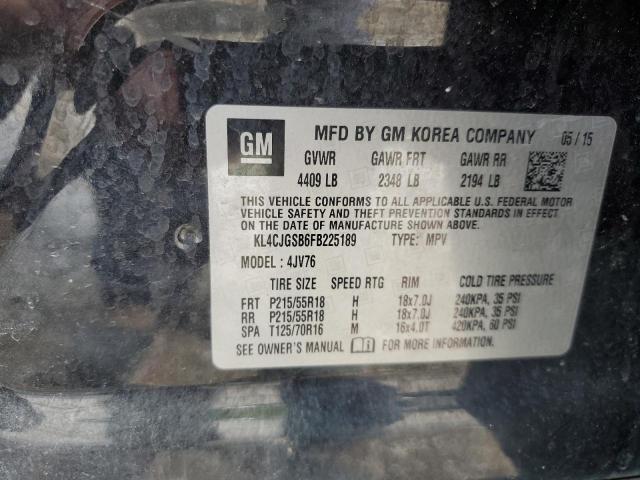 GM
MFD BY GM KOREA COMPANY 05/15
GVWR GAWR FRT GAWR RR
4409 LB 2348 LB 2194 LB
THIS VEHICLE CONFORMS TO ALL APPLICABLE U.S. FEDERAL MOTOR
VEHICLE SAFETY AND THEFT PREVENTION STANDARDS IN EFFECT
ON THE DATE OF MANUFACTURE SHOWN ABOVE.
KL4CJGSB6FB225189 TYPE: MPV
MODEL: 4JV76
TIRE SIZE SPEED RTG RIM COLD TIRE PRESSURE
FRT P215/55R18 H 18x7.0J 240KPA, 35 PSI
RR P215/55R18 H 18x7.0J 240KPA, 35 PSI
SPA T125/70R16 M 16x4.0T 420KPA, 60 PSI
SEE OWNER'S MANUAL FOR MORE INFORMATION.